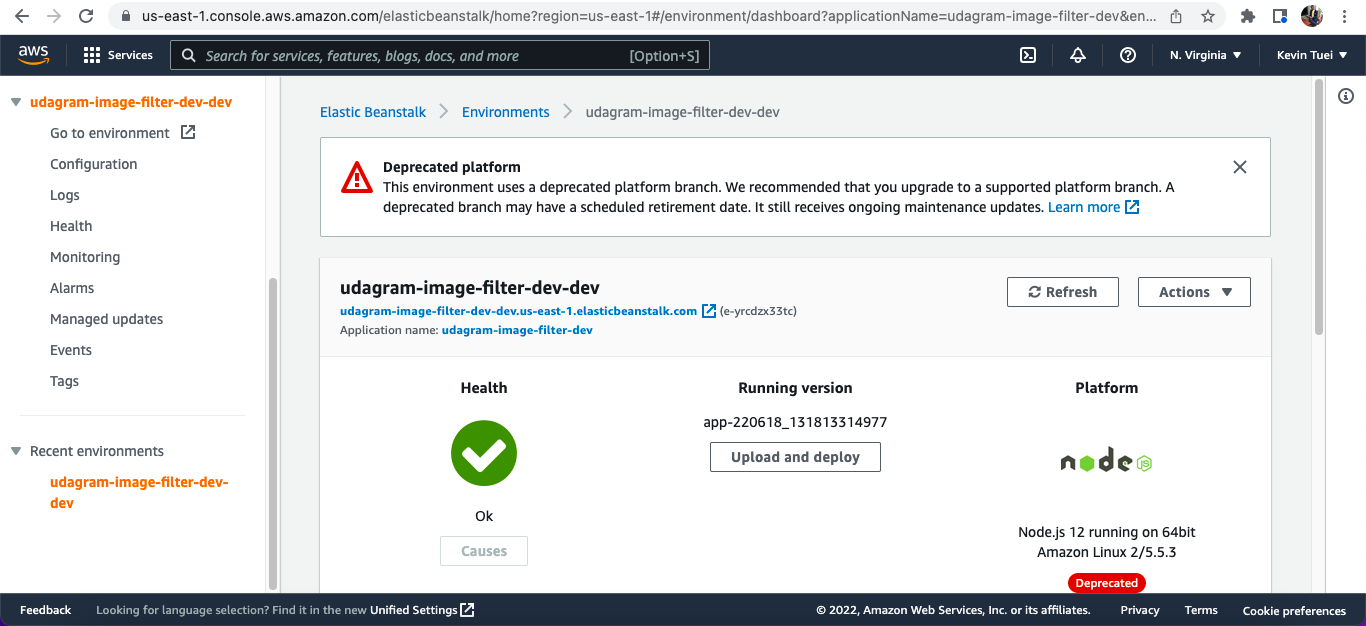 us-east-1.console.aws.amazon.com/elasticbeanstalk/home?region=us-east-1#/environment/dashboard?applicationName=udagram-image-filter-dev&en...
aws
Services
Search for services, features, blogs, docs, and more
[Option+S]
N. Virginia
Kevin Tuei
udagram-image-filter-dev-dev
Go to environment
Configuration
Logs
Health
Monitoring
Alarms
Managed updates
Events
Tags
Recent environments
udagram-image-filter-dev-
dev
Elastic Beanstalk
Environments
udagram-image-filter-dev-dev
Deprecated platform
This environment uses a deprecated platform branch. We recommended that you upgrade to a supported platform branch. A
deprecated branch may have a scheduled retirement date. It still receives ongoing maintenance updates. Learn more
udagram-image-filter-dev-dev
udagram-image-filter-dev-dev.us-east-1.elasticbeanstalk.com (e-yrcdzx33tc)
Application name: udagram-image-filter-dev
Refresh
Actions
Health
Ok
Causes
Running version
app-220618_131813314977
Upload and deploy
Platform
node
JS
Node.js 12 running on 64bit
Amazon Linux 2/5.5.3
Deprecated
Feedback
Looking for language selection? Find it in the new Unified Settings
© 2022, Amazon Web Services, Inc. or its affiliates.
Privacy
Terms
Cookie preferences